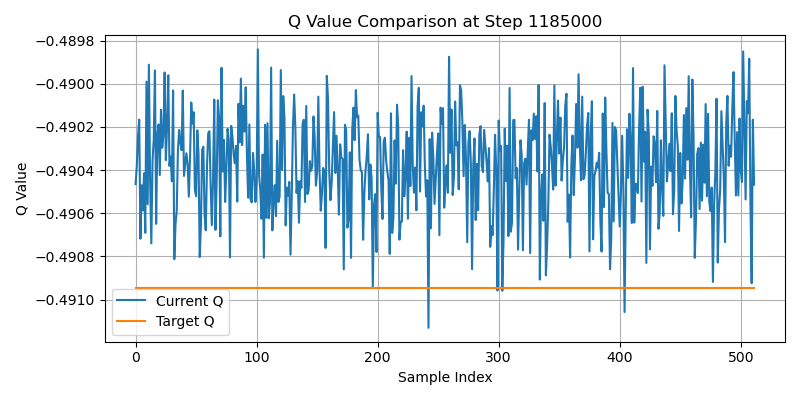 Q Value Comparison at Step 1185000
−0.4898
−0.4900
−0.4902
−0.4904
−0.4906
−0.4908
−0.4910
Q Value
Current Q
Target Q
0 100 200 300 400 500
Sample Index